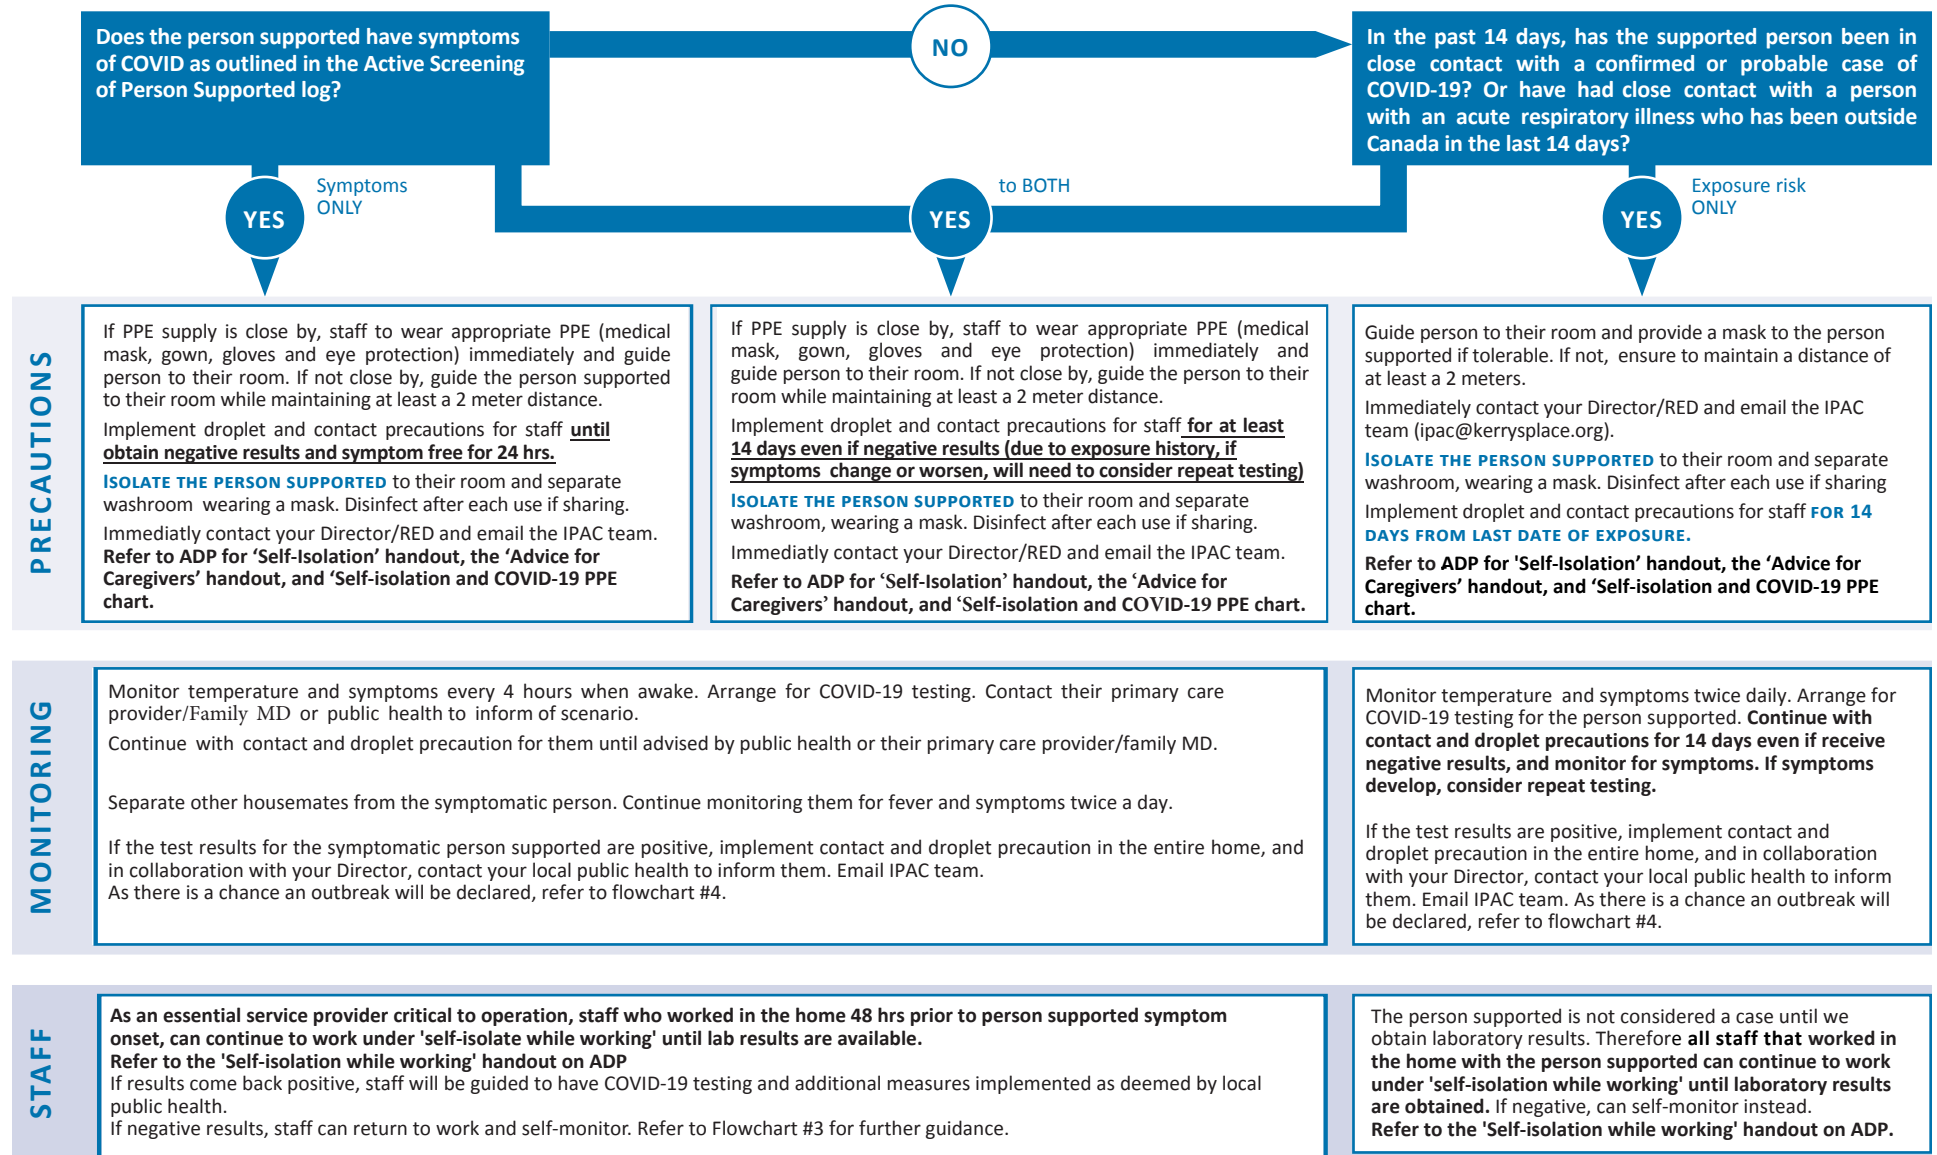 Does the person supported have symptoms
of COVID as outlined in the Active Screening
of Person Supported log?
NO
In the past 14 days, has the supported person been in
close contact with a confirmed or probable case of
COVID-19? Or have had close contact with a person
with an acute respiratory illness who has been outside
Canada in the last 14 days?
YES
Symptoms
ONLY
YES
to BOTH
YES
Exposure risk
ONLY
PRECAUTIONS
If PPE supply is close by, staff to wear appropriate PPE (medical
mask, gown, gloves and eye protection) immediately and guide
person to their room. If not close by, guide the person supported
to their room while maintaining at least a 2 meter distance.
Implement droplet and contact precautions for staff until
obtain negative results and symptom free for 24 hrs.
ISOLATE THE PERSON SUPPORTED to their room and separate
washroom wearing a mask. Disinfect after each use if sharing.
Immediatly contact your Director/RED and email the IPAC team.
Refer to ADP for ‘Self-Isolation’ handout, the ‘Advice for
Caregivers’ handout, and ‘Self-isolation and COVID-19 PPE
chart.
If PPE supply is close by, staff to wear appropriate PPE (medical
mask, gown, gloves and eye protection) immediately and
guide person to their room. If not close by, guide the person to their
room while maintaining at least a 2 meter distance.
Implement droplet and contact precautions for staff for at least
14 days even if negative results (due to exposure history, if
symptoms change or worsen, will need to consider repeat testing)
ISOLATE THE PERSON SUPPORTED to their room and separate
washroom, wearing a mask. Disinfect after each use if sharing.
Immediatly contact your Director/RED and email the IPAC team.
Refer to ADP for ‘Self-Isolation’ handout, the ‘Advice for
Caregivers’ handout, and ‘Self-isolation and COVID-19 PPE chart.
Guide person to their room and provide a mask to the person
supported if tolerable. If not, ensure to maintain a distance of
at least a 2 meters.
Immediately contact your Director/RED and email the IPAC
team (ipac@kerrysplace.org).
ISOLATE THE PERSON SUPPORTED to their room and separate
washroom, wearing a mask. Disinfect after each use if sharing
Implement droplet and contact precautions for staff FOR 14
DAYS FROM LAST DATE OF EXPOSURE.
Refer to ADP for 'Self-Isolation’ handout, the ‘Advice for
Caregivers’ handout, and ‘Self-isolation and COVID-19 PPE
chart.
MONITORING
Monitor temperature and symptoms every 4 hours when awake. Arrange for COVID-19 testing. Contact their primary care
provider/Family MD or public health to inform of scenario.
Continue with contact and droplet precaution for them until advised by public health or their primary care provider/family MD.
Separate other housemates from the symptomatic person. Continue monitoring them for fever and symptoms twice a day.
If the test results for the symptomatic person supported are positive, implement contact and droplet precaution in the entire home, and
in collaboration with your Director, contact your local public health to inform them. Email IPAC team.
As there is a chance an outbreak will be declared, refer to flowchart #4.
Monitor temperature and symptoms twice daily. Arrange for
COVID-19 testing for the person supported. Continue with
contact and droplet precautions for 14 days even if receive
negative results, and monitor for symptoms. If symptoms
develop, consider repeat testing.
If the test results are positive, implement contact and
droplet precaution in the entire home, and in collaboration
with your Director, contact your local public health to inform
them. Email IPAC team. As there is a chance an outbreak will
be declared, refer to flowchart #4.
STAFF
As an essential service provider critical to operation, staff who worked in the home 48 hrs prior to person supported symptom
onset, can continue to work under 'self-isolate while working' until lab results are available.
Refer to the 'Self-isolation while working' handout on ADP
If results come back positive, staff will be guided to have COVID-19 testing and additional measures implemented as deemed by local
public health.
If negative results, staff can return to work and self-monitor. Refer to Flowchart #3 for further guidance.
The person supported is not considered a case until we
obtain laboratory results. Therefore all staff that worked in
the home with the person supported can continue to work
under 'self-isolation while working' until laboratory results
are obtained. If negative, can self-monitor instead.
Refer to the 'Self-isolation while working' handout on ADP.